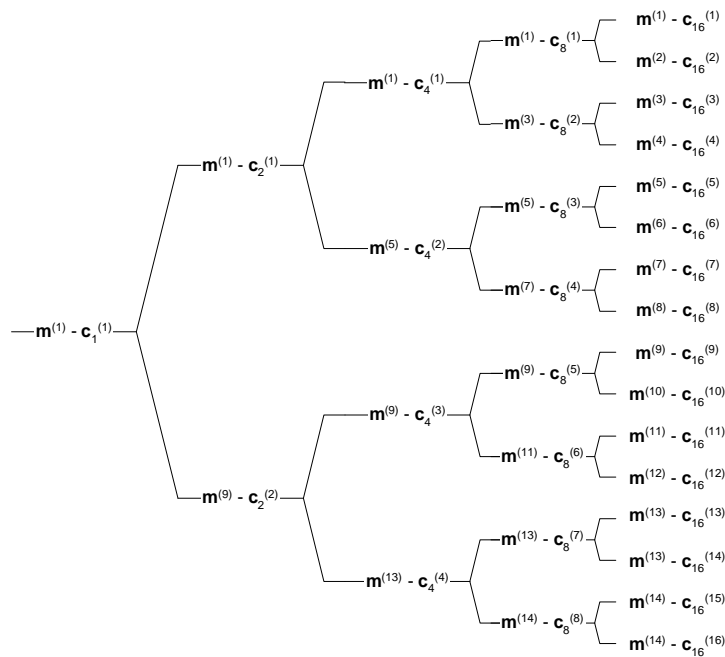 m(1) - c16(1)
m(1) - c8(1)
m(2) - c16(2)
m(1) - c4(1)
m(3) - c16(3)
m(3) - c8(2)
m(4) - c16(4)
m(1) - c2(1)
m(5) - c16(5)
m(5) - c8(3)
m(6) - c16(6)
m(5) - c4(2)
m(7) - c16(7)
m(7) - c8(4)
m(8) - c16(8)
m(1) - c1(1)
m(9) - c16(9)
m(9) - c8(5)
m(10) - c16(10)
m(9) - c4(3)
m(11) - c16(11)
m(11) - c8(6)
m(12) - c16(12)
m(9) - c2(2)
m(13) - c16(13)
m(13) - c8(7)
m(13) - c16(14)
m(13) - c4(4)
m(14) - c16(15)
m(14) - c8(8)
m(14) - c16(16)